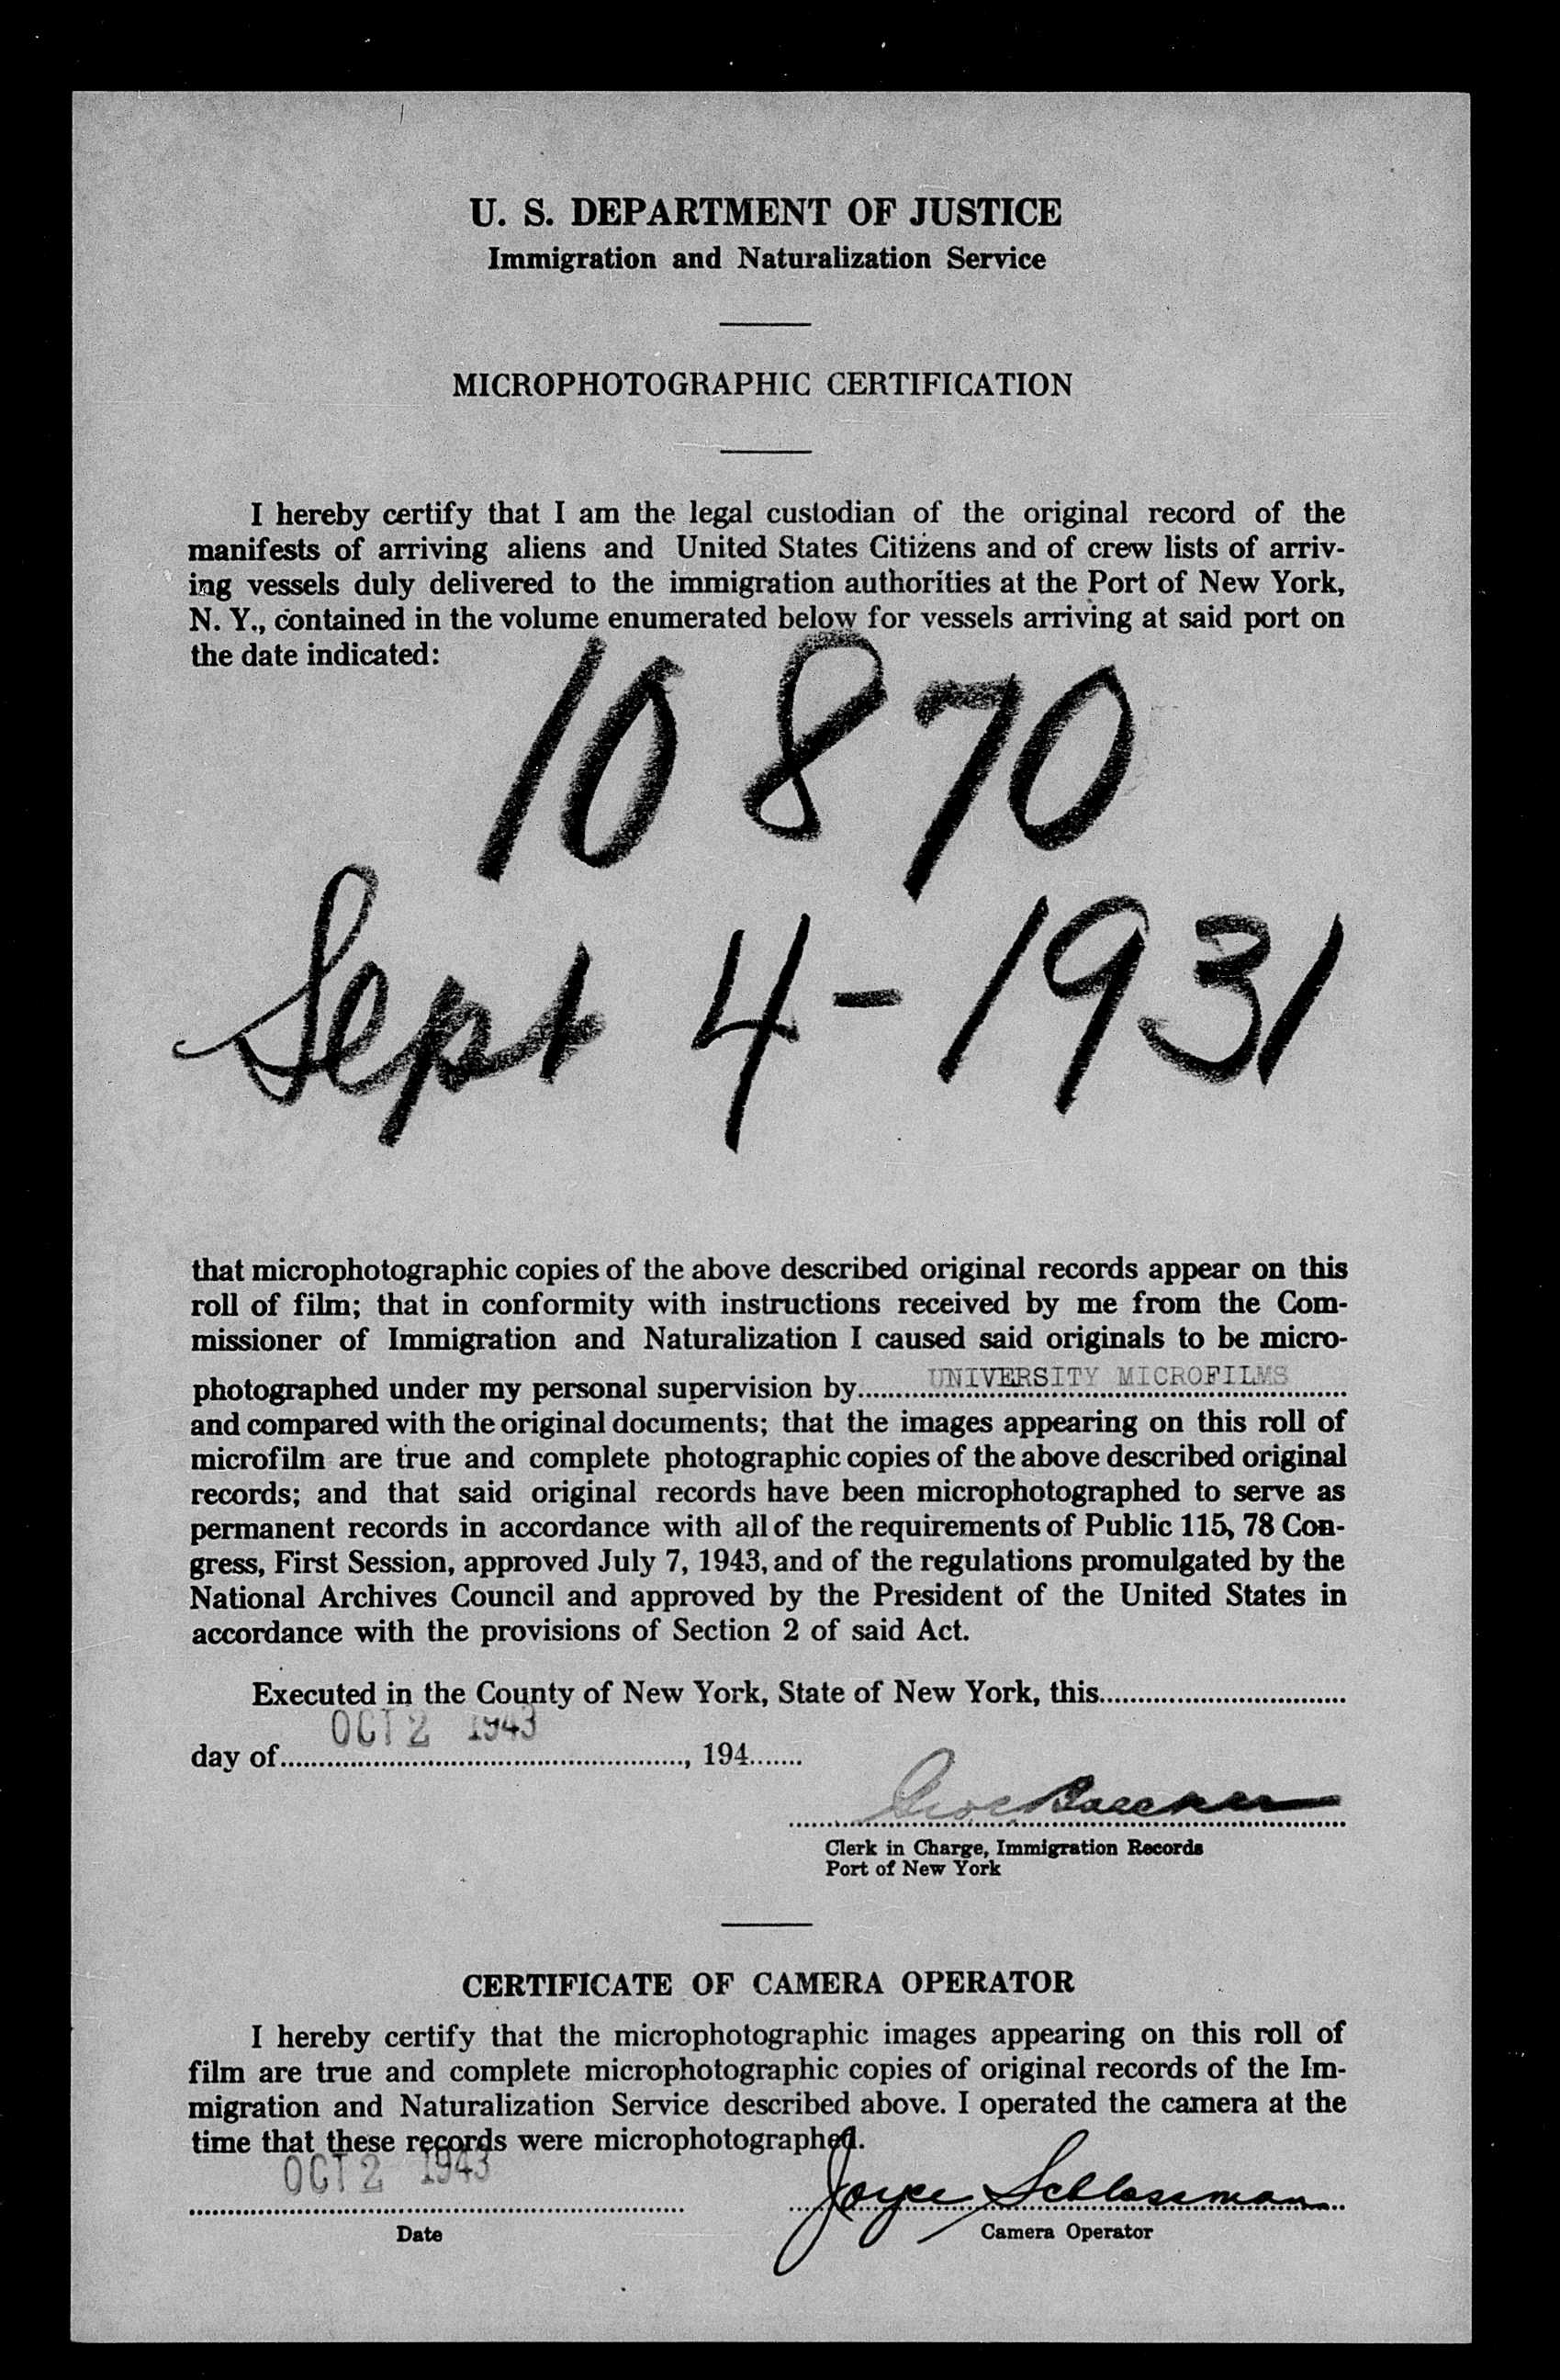 U. S. DEPARTMENT OF JUSTICE
Immigration and Naturalization Service
MICROPHOTOGRAPHIC CERTIFICATION
I hereby certify that I am the legal custodian of the original record of the
manifests of arriving aliens and United States Citizens and of crew lists of arriv-
ing vessels duly delivered to the immigration authorities at the Port of New York,
N. Y., contained in the volume enumerated below for vessels arriving at said port on
the date indicated:
10870
Sept 4-1931
that microphotographic copies of the above described original records appear on this
roll of film; that in conformity with instructions received by me from the Com-
missioner of Immigration and Naturalization I caused said originals to be micro-
photographed under my personal supervision by UNIVERSITY MICROFILMS
and compared with the original documents; that the images appearing on this roll of
microfilm are true and complete photographic copies of the above described original
records; and that said original records have been microphotographed to serve as
permanent records in accordance with all of the requirements of Public 115, 78 Con-
gress, First Session, approved July 7, 1943, and of the regulations promulgated by the
National Archives Council and approved by the President of the United States in
accordance with the provisions of Section 2 of said Act.
Executed in the County of New York, State of New York, this
day of OCT 2 1943, 194
Clerk in Charge, Immigration Records
Port of New York
CERTIFICATE OF CAMERA OPERATOR
I hereby certify that the microphotographic images appearing on this roll of
film are true and complete microphotographic copies of original records of the Im-
migration and Naturalization Service described above. I operated the camera at the
time that these records were microphotographed.
OCT 2 1943 Joyce Schlossman
Date Camera Operator